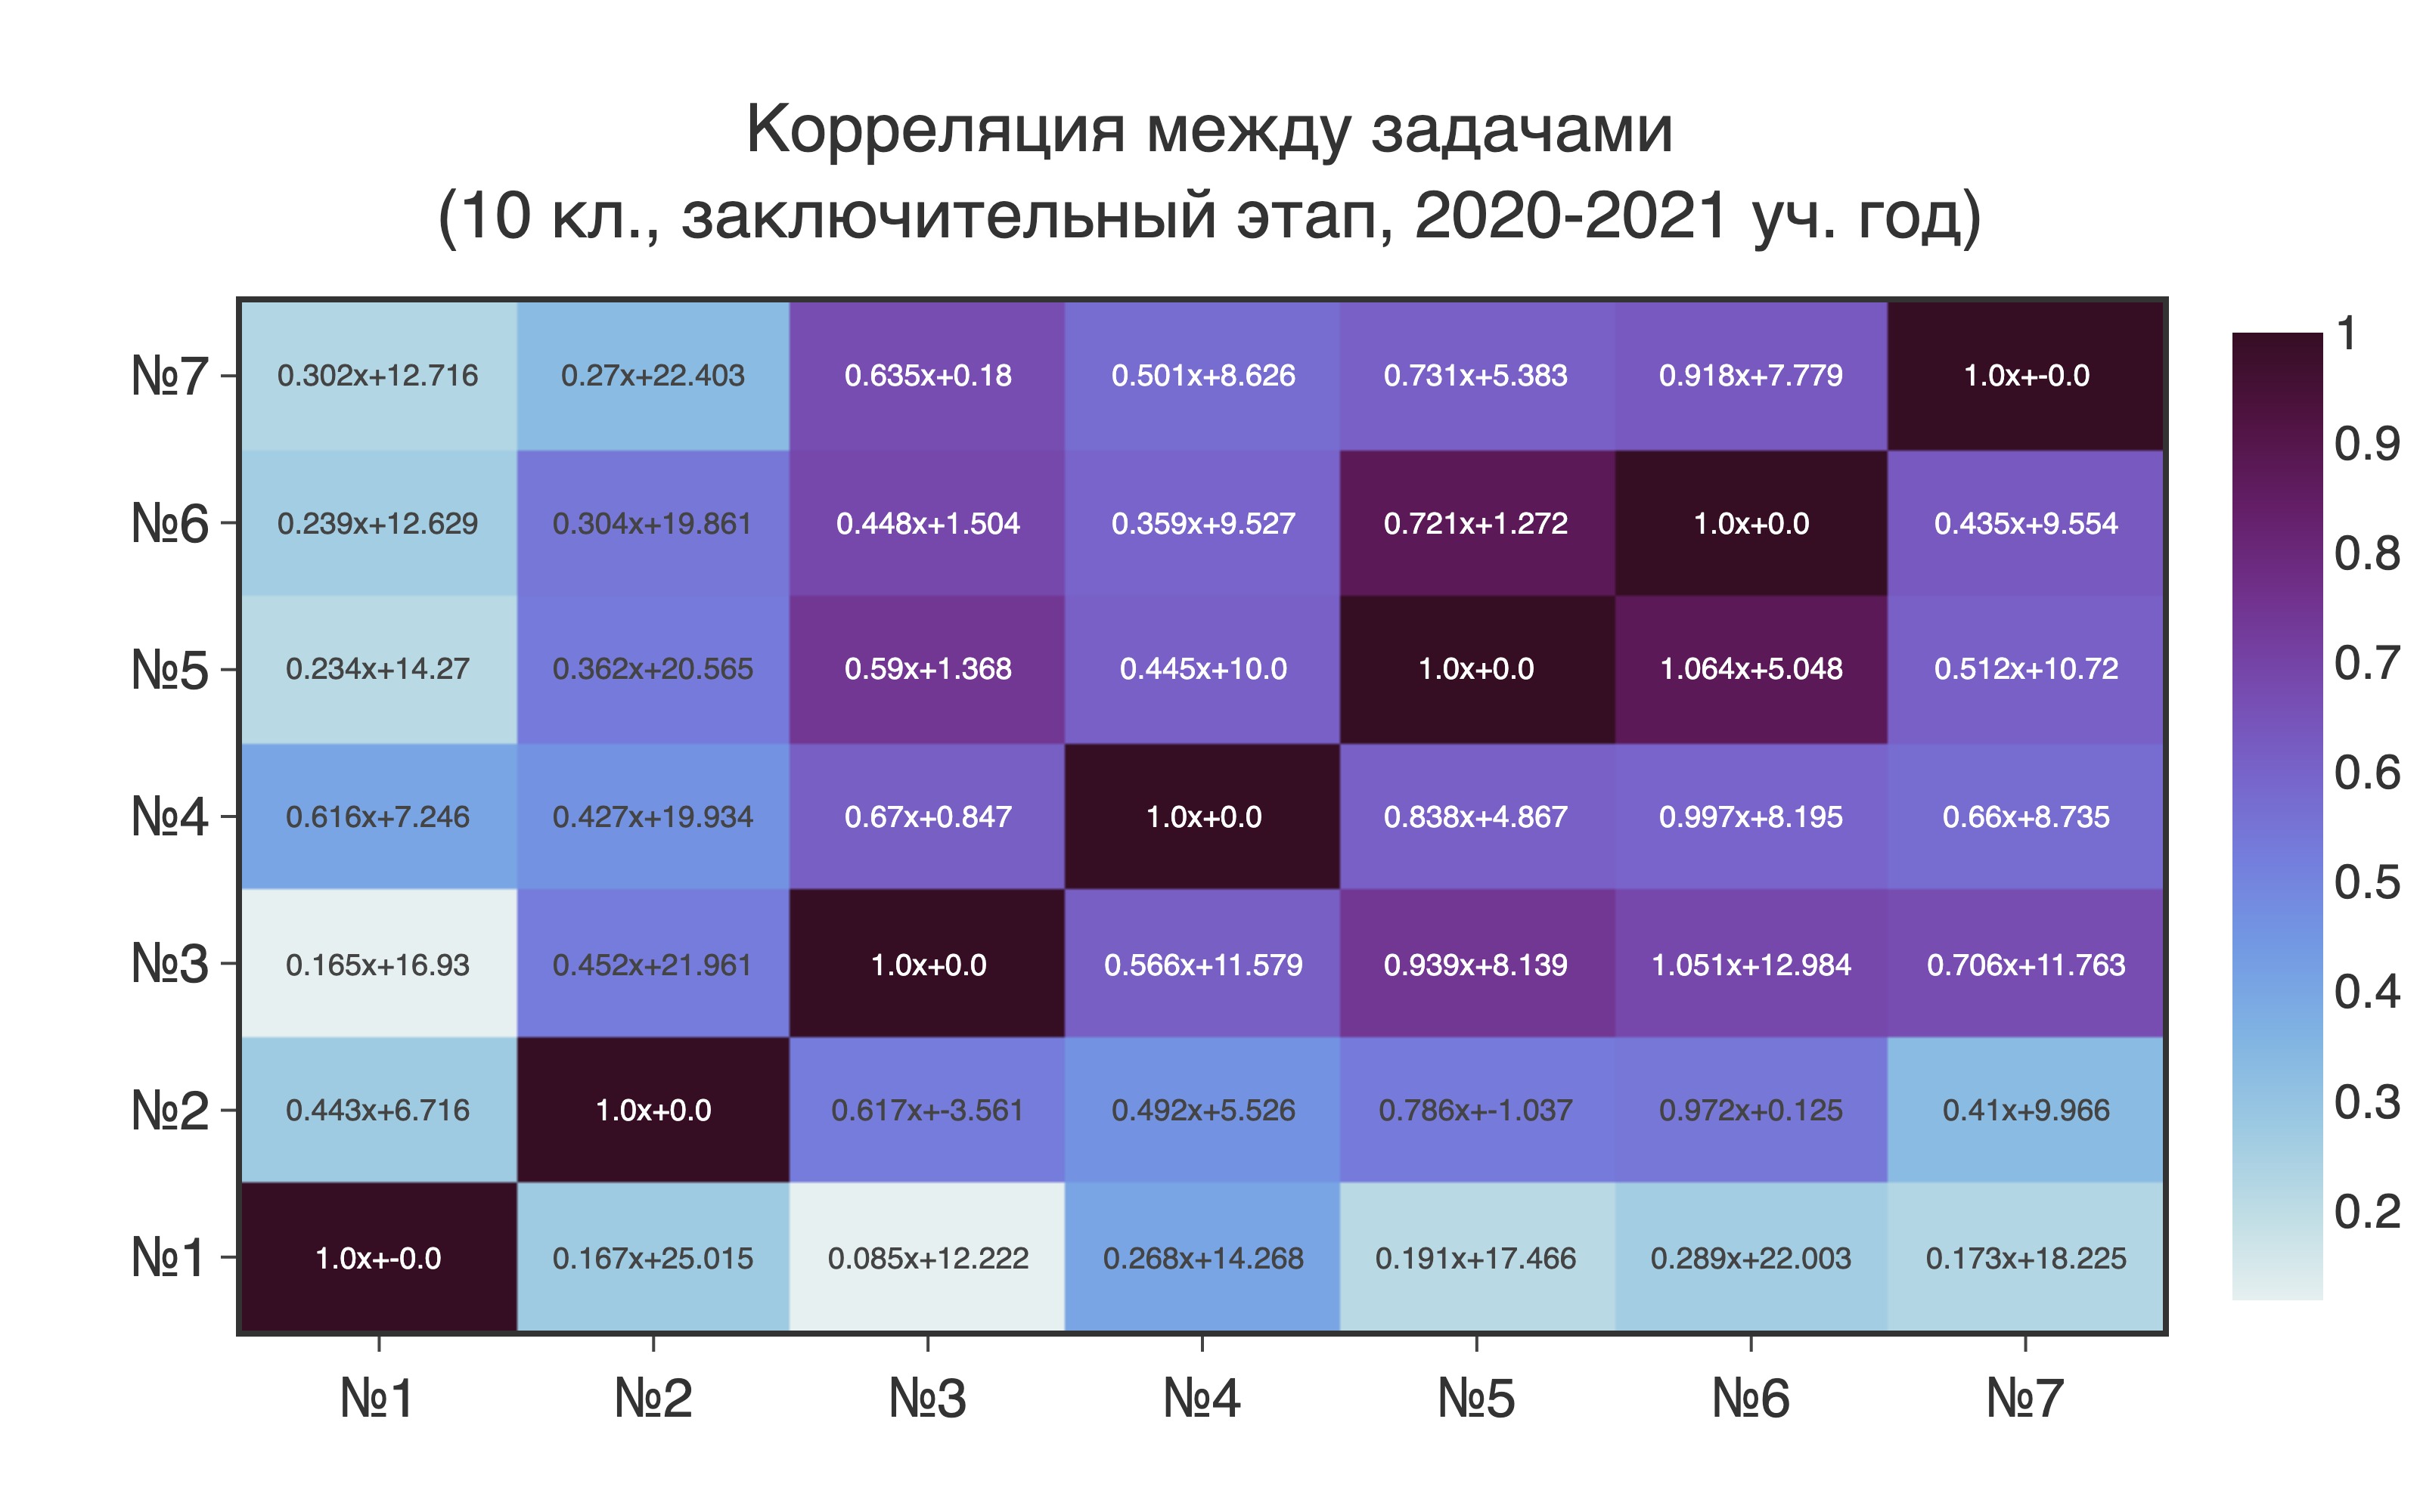 Корреляция между задачами
(10 кл., заключительный этап, 2020-2021 уч. год)
№7 0.302x+12.716 0.27x+22.403 0.635x+0.18 0.501x+8.626 0.731x+5.383 0.918x+7.779 1.0x+-0.0
№6 0.239x+12.629 0.304x+19.861 0.448x+1.504 0.359x+9.527 0.721x+1.272 1.0x+0.0 0.435x+9.554
№5 0.234x+14.27 0.362x+20.565 0.59x+1.368 0.445x+10.0 1.0x+0.0 1.064x+5.048 0.512x+10.72
№4 0.616x+7.246 0.427x+19.934 0.67x+0.847 1.0x+0.0 0.838x+4.867 0.997x+8.195 0.66x+8.735
№3 0.165x+16.93 0.452x+21.961 1.0x+0.0 0.566x+11.579 0.939x+8.139 1.051x+12.984 0.706x+11.763
№2 0.443x+6.716 1.0x+0.0 0.617x+-3.561 0.492x+5.526 0.786x+-1.037 0.972x+0.125 0.41x+9.966
№1 1.0x+-0.0 0.167x+25.015 0.085x+12.222 0.268x+14.268 0.191x+17.466 0.289x+22.003 0.173x+18.225
№1 №2 №3 №4 №5 №6 №7
1
0.9
0.8
0.7
0.6
0.5
0.4
0.3
0.2